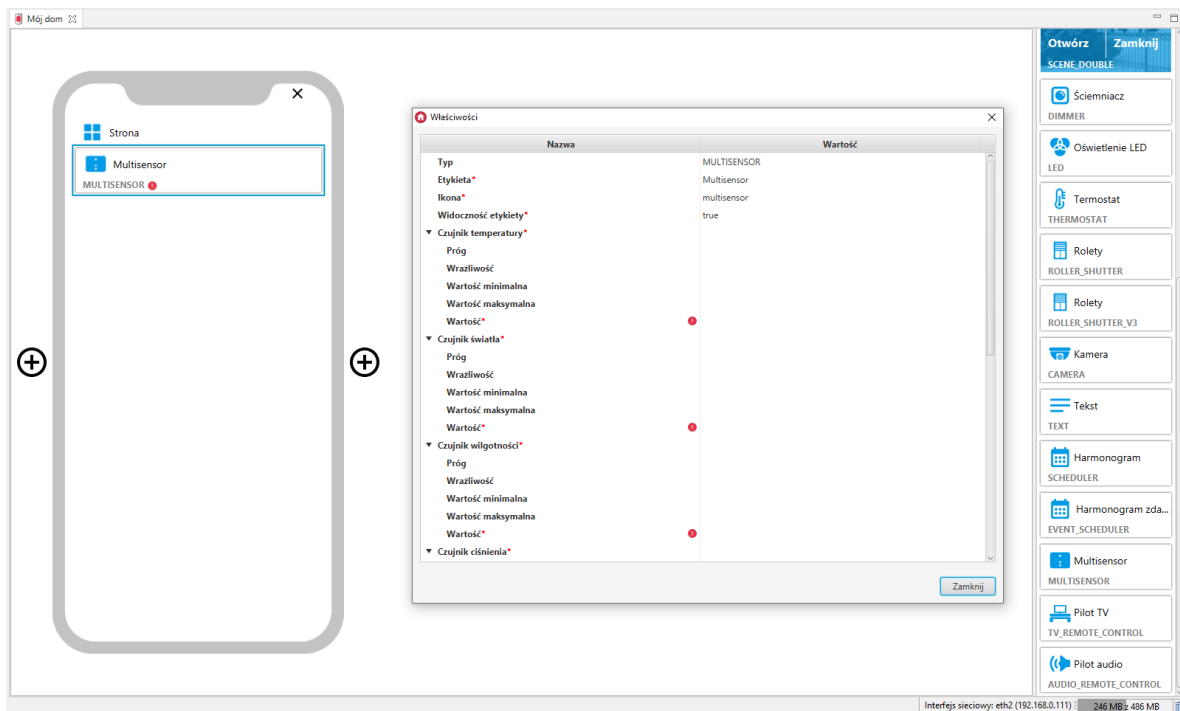 Mój dom
Strona
Multisensor
MULTISENSOR
Właściwości
Nazwa Wartość
Typ MULTISENSOR
Etykieta* Multisensor
Ikona* multisensor
Widoczność etykiety* true
Czujnik temperatury*
Próg
Wrażliwość
Wartość minimalna
Wartość maksymalna
Wartość*
Czujnik światła*
Próg
Wrażliwość
Wartość minimalna
Wartość maksymalna
Wartość*
Czujnik wilgotności*
Próg
Wrażliwość
Wartość minimalna
Wartość maksymalna
Wartość*
Czujnik ciśnienia*
Zamknij
Otwórz Zamknij
SCENE_DOUBLE
Ściemniacz
DIMMER
Oświetlenie LED
LED
Termostat
THERMOSTAT
Rolety
ROLLER_SHUTTER
Rolety
ROLLER_SHUTTER_V3
Kamera
CAMERA
Tekst
TEXT
Harmonogram
SCHEDULER
Harmonogram zda...
EVENT_SCHEDULER
Multisensor
MULTISENSOR
Pilot TV
TV_REMOTE_CONTROL
Pilot audio
AUDIO_REMOTE_CONTROL
Interfejs sieciowy: eth2 (192.168.0.111) 246 MB z 486 MB